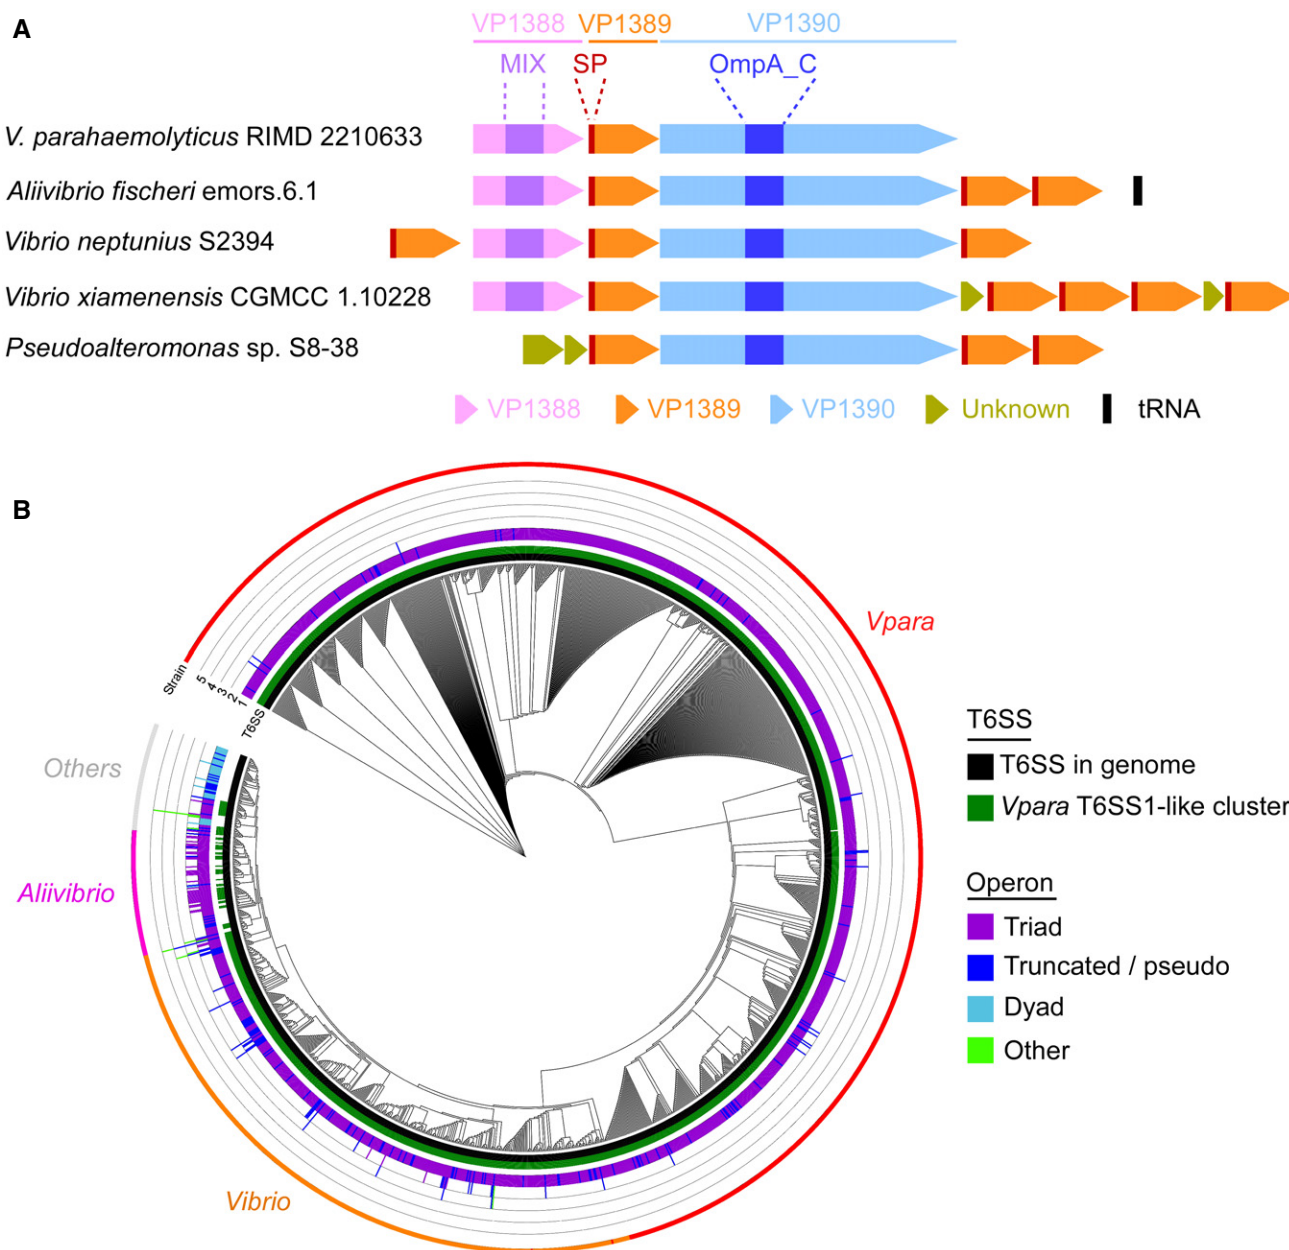 A
VP1388 VP1389 VP1390
MIX SP OmpA_C
V. parahaemolyticus RIMD 2210633
Aliivibrio fischeri emors.6.1
Vibrio neptunius S2394
Vibrio xiamenensis CGMCC 1.10228
Pseudoalteromonas sp. S8-38
VP1388 VP1389 VP1390 Unknown tRNA
B
Vpara
Strain
5
4
3
2
1
T6SS
Others
Aliivibrio
Vibrio
T6SS
T6SS in genome
Vpara T6SS1-like cluster
Operon
Triad
Truncated / pseudo
Dyad
Other